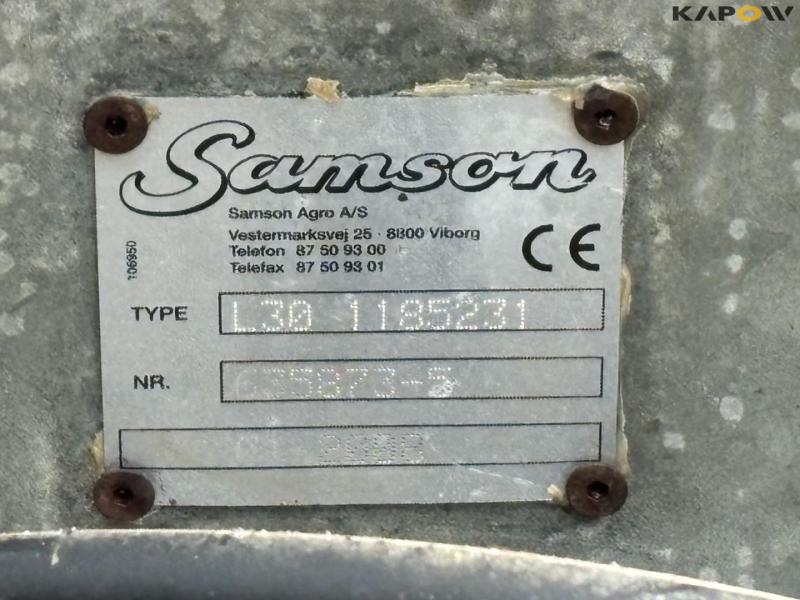 KAPOW
Samson
Samson Agro A/S
Vestermarksvej 25 · 8800 Viborg
Telefon 87 50 93 00
Telefax 87 50 93 01
106950
CE
TYPE L30 1185231
NR.